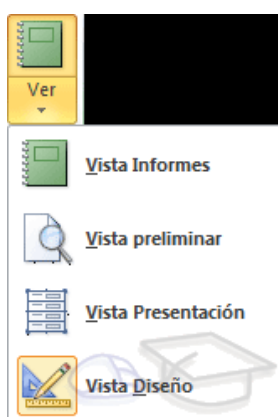 Ver
Vista Informes
Vista preliminar
Vista Presentación
Vista Diseño